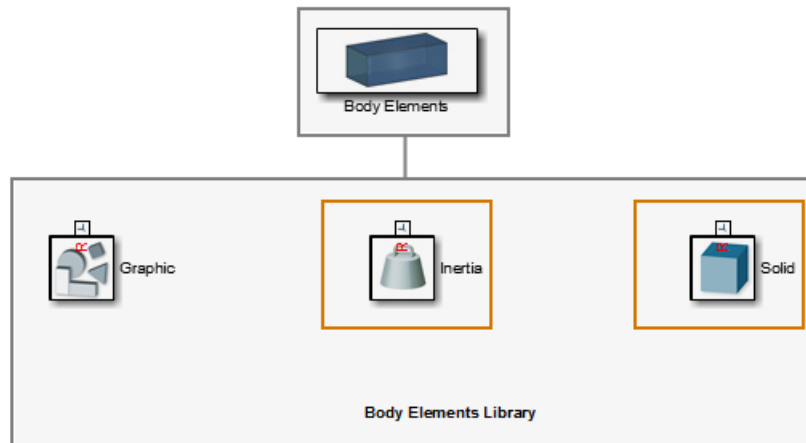 Body Elements
R
Graphic
R
Inertia
R
Solid
Body Elements Library